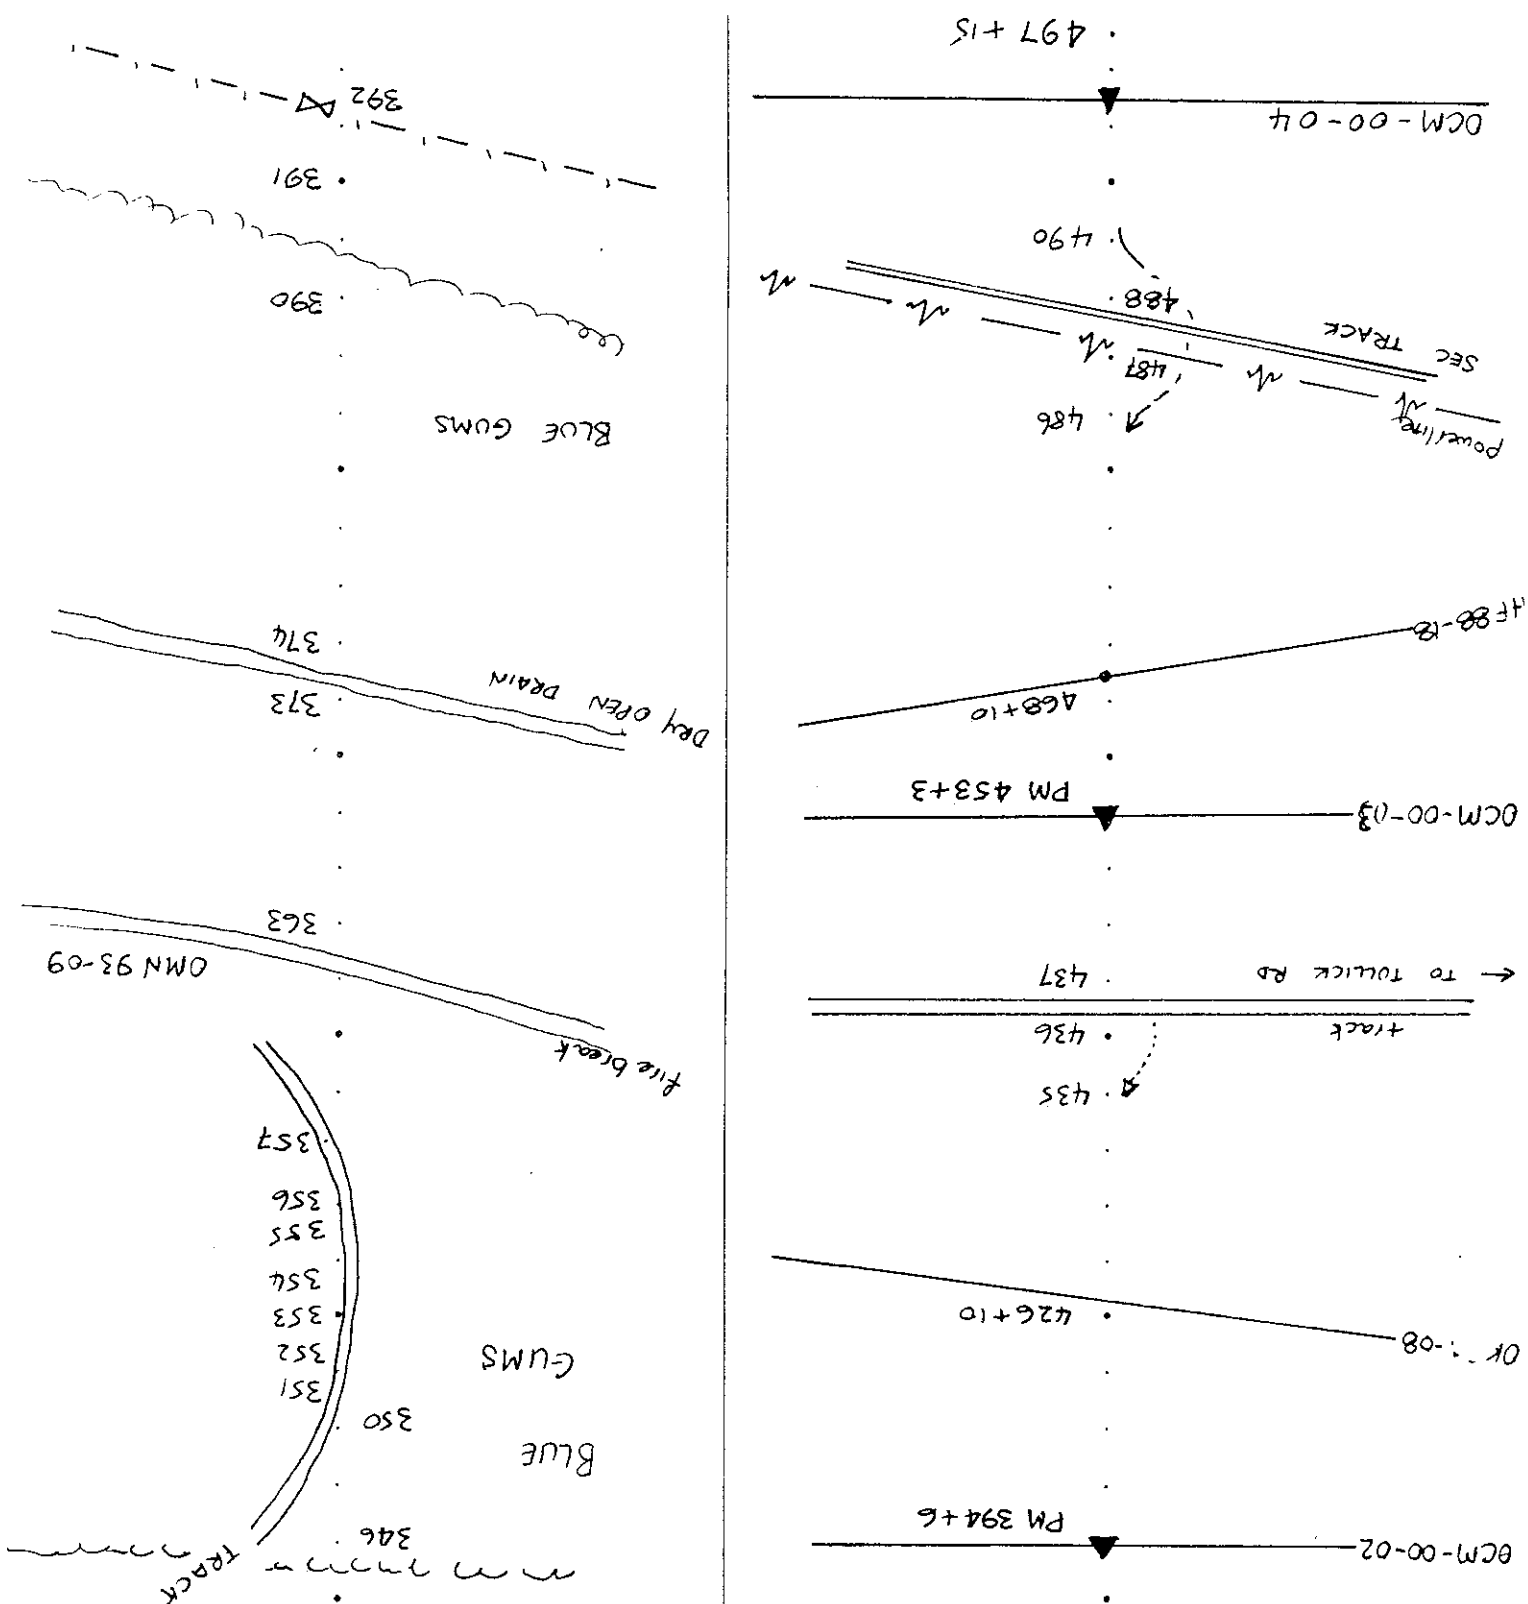 OCM-00-02
PM 394+6
-08
426+10
435
track
436
← TO TULLICK RD
437
PM 453+3
468+10
powerline
486
487
SEC TRACK
488
490
OCM-00-04
497+15
TRACK
346
BLUE
350
GUMS
351
352
353
354
355
356
357
fire break
OMN 93-09
363
DRY OPEN DRAIN
373
374
BLUE GUMS
390
391
392